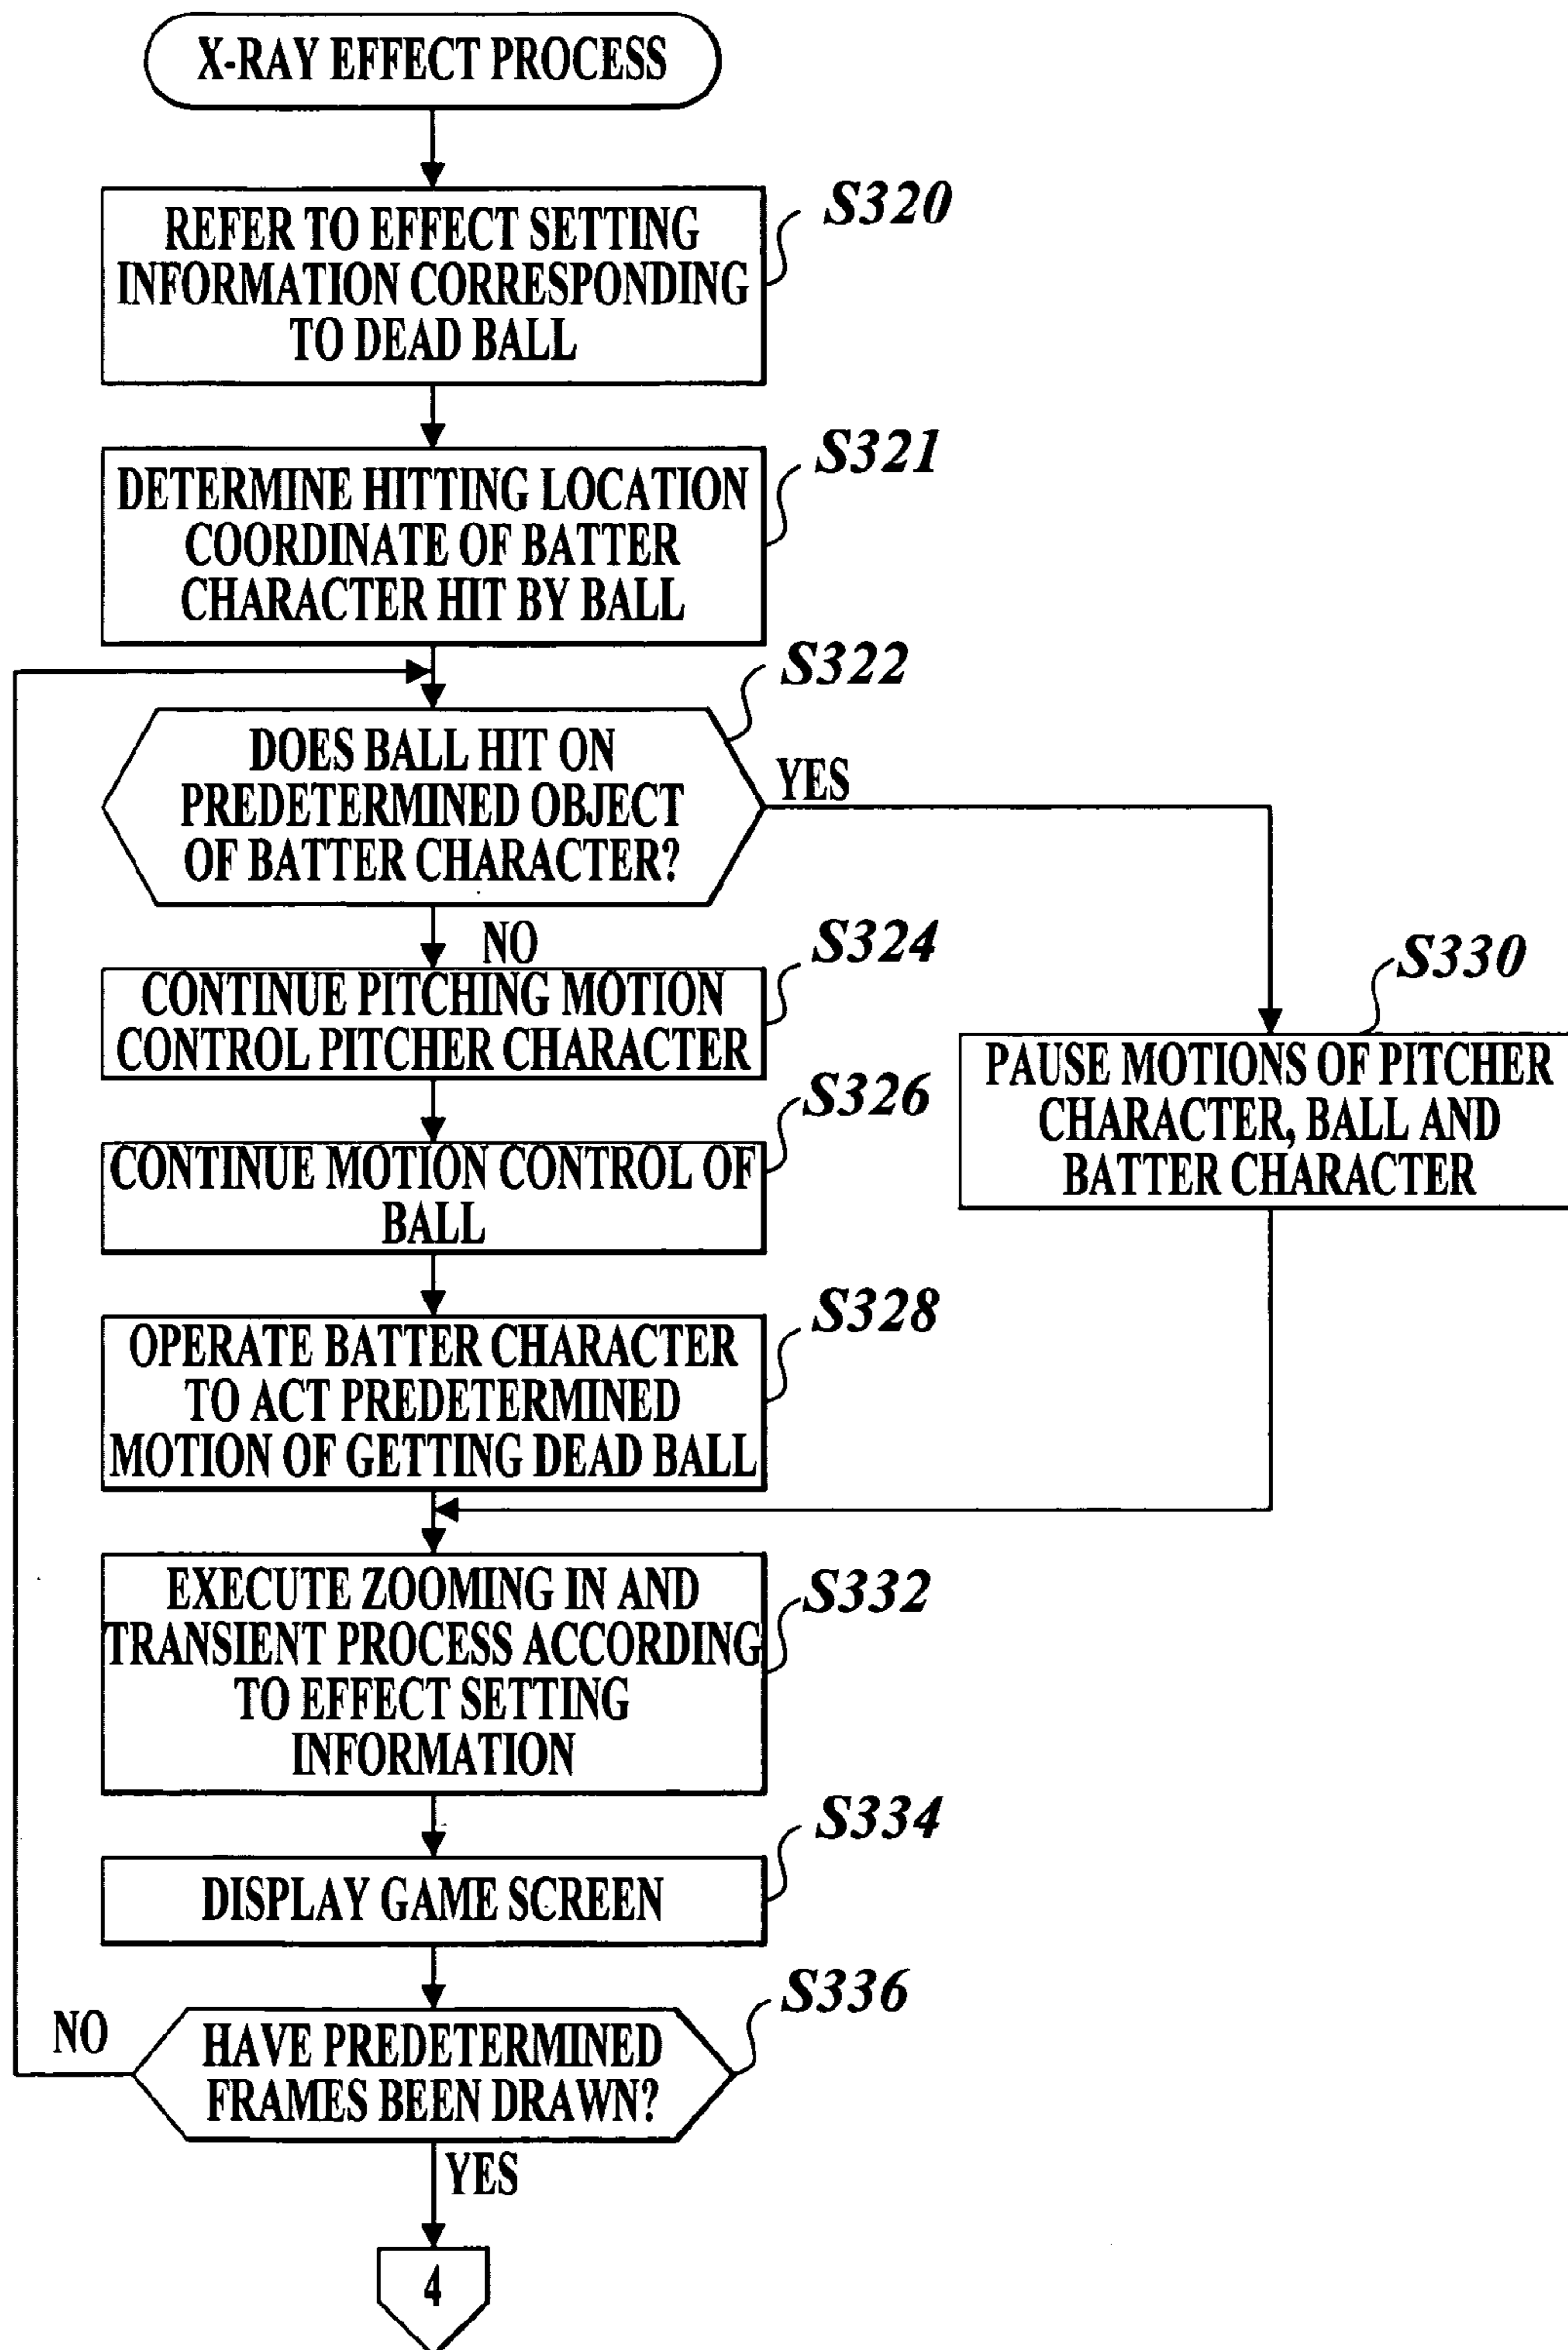 X-RAY EFFECT PROCESS
S320
REFER TO EFFECT SETTING
INFORMATION CORRESPONDING
TO DEAD BALL
S321
DETERMINE HITTING LOCATION
COORDINATE OF BATTER
CHARACTER HIT BY BALL
S322
DOES BALL HIT ON
PREDETERMINED OBJECT
OF BATTER CHARACTER?
YES
NO
S324
CONTINUE PITCHING MOTION
CONTROL PITCHER CHARACTER
S330
PAUSE MOTIONS OF PITCHER
CHARACTER, BALL AND
BATTER CHARACTER
S326
CONTINUE MOTION CONTROL OF
BALL
S328
OPERATE BATTER CHARACTER
TO ACT PREDETERMINED
MOTION OF GETTING DEAD BALL
S332
EXECUTE ZOOMING IN AND
TRANSIENT PROCESS ACCORDING
TO EFFECT SETTING
INFORMATION
S334
DISPLAY GAME SCREEN
S336
NO
HAVE PREDETERMINED
FRAMES BEEN DRAWN?
YES
4